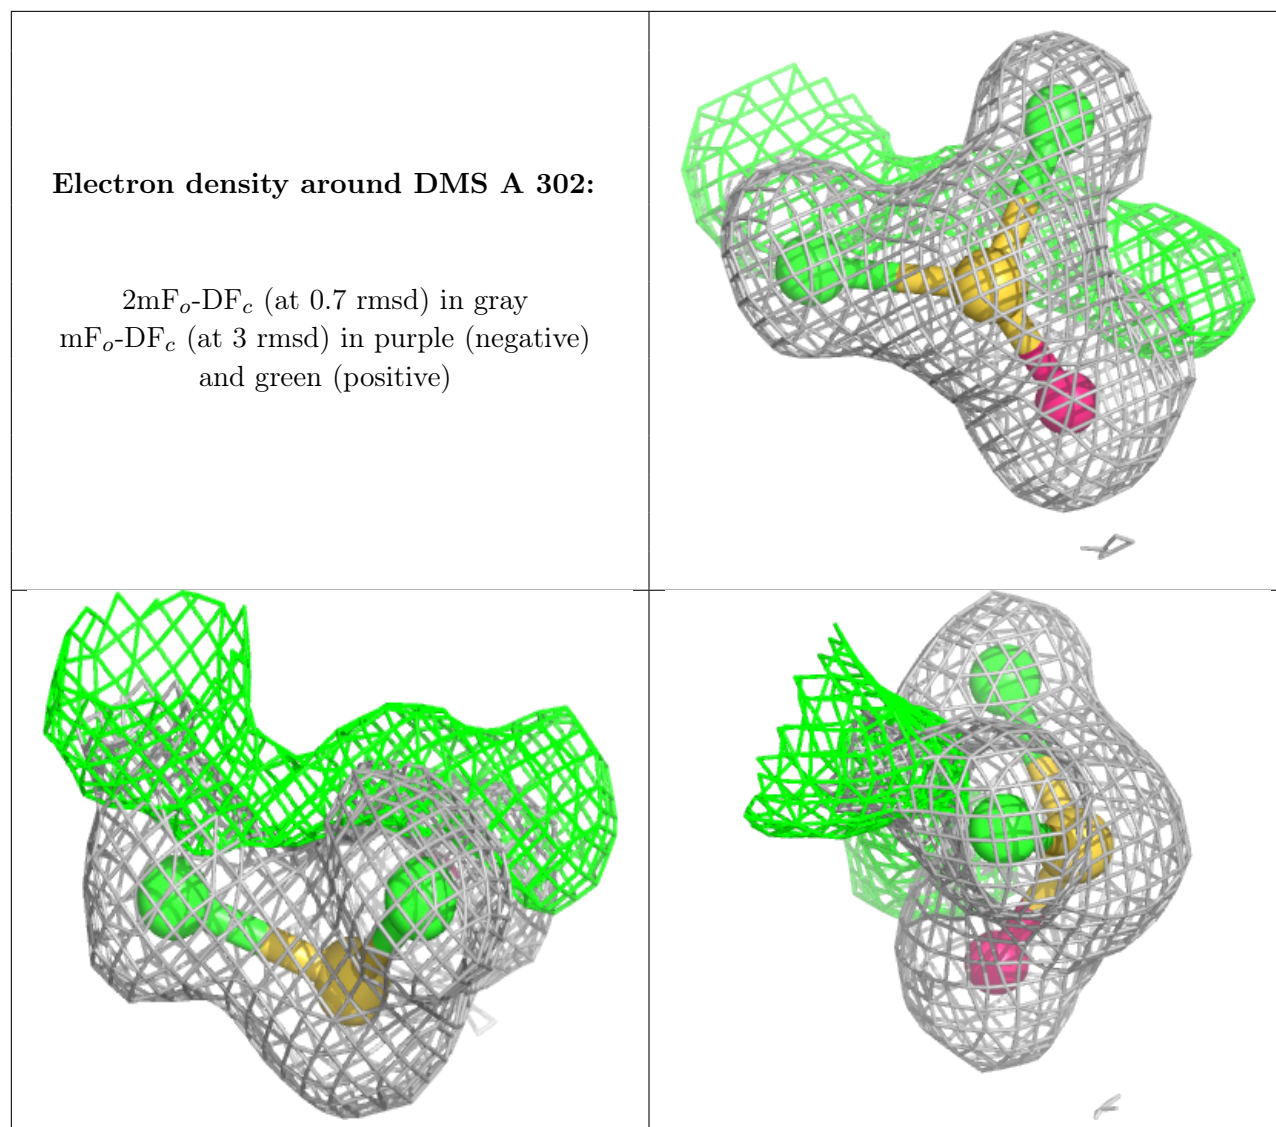 Electron density around DMS A 302:
2mFo-DFc (at 0.7 rmsd) in gray
mFo-DFc (at 3 rmsd) in purple (negative)
and green (positive)